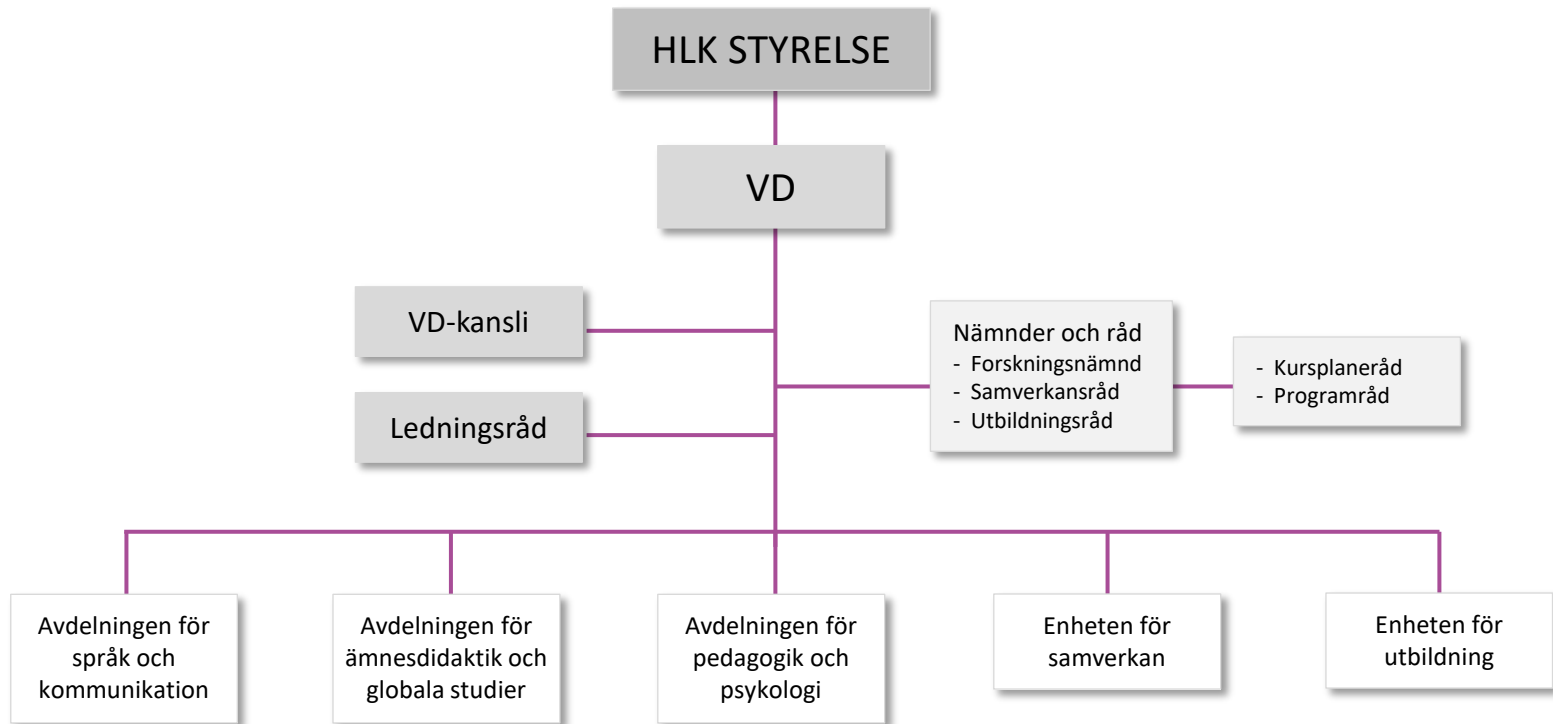 HLK STYRELSE
VD
VD-kansli
Ledningsråd
Nämnder och råd
- Forskningsnämnd
- Samverkansråd
- Utbildningsråd
- Kursplaneråd
- Programråd
Avdelningen för
språk och
kommunikation
Avdelningen för
ämnesdidaktik och
globala studier
Avdelningen för
pedagogik och
psykologi
Enheten för
samverkan
Enheten för
utbildning